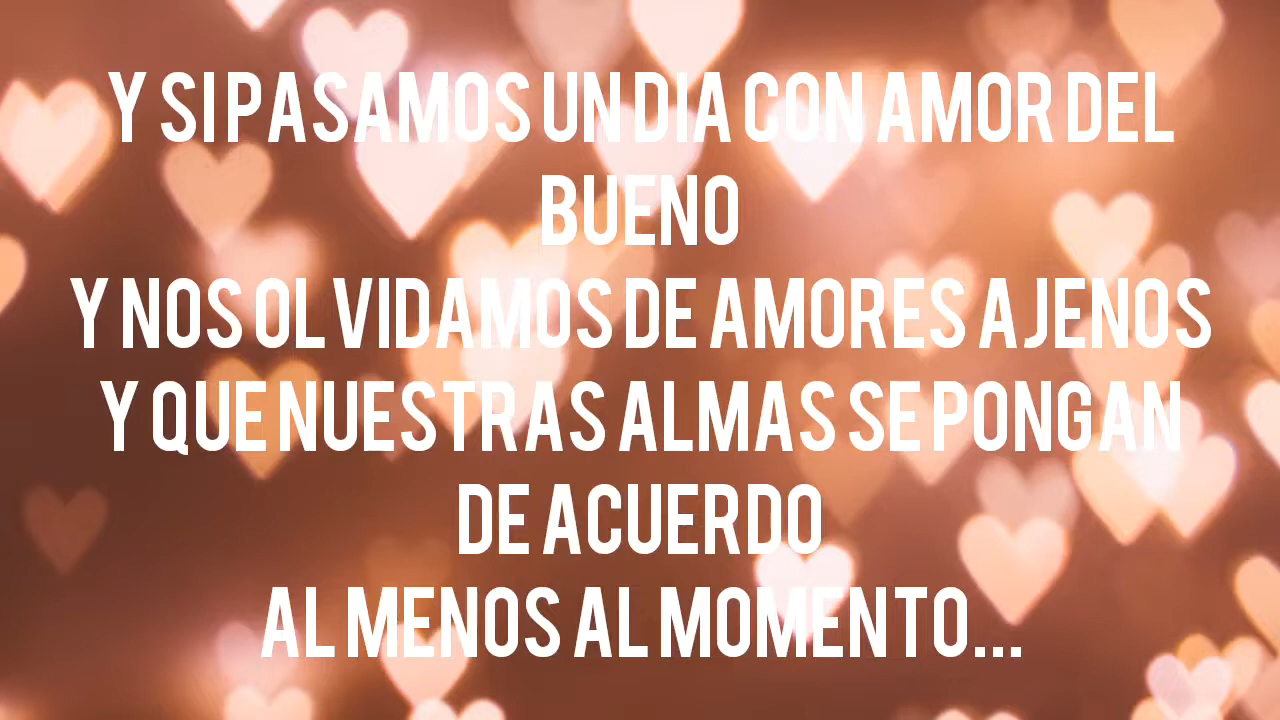 Y SI PASAMOS UN DIA CON AMOR DEL
BUENO
Y NOS OLVIDAMOS DE AMORES AJENOS
Y QUE NUESTRAS ALMAS SE PONGAN
DE ACUERDO
AL MENOS AL MOMENTO...